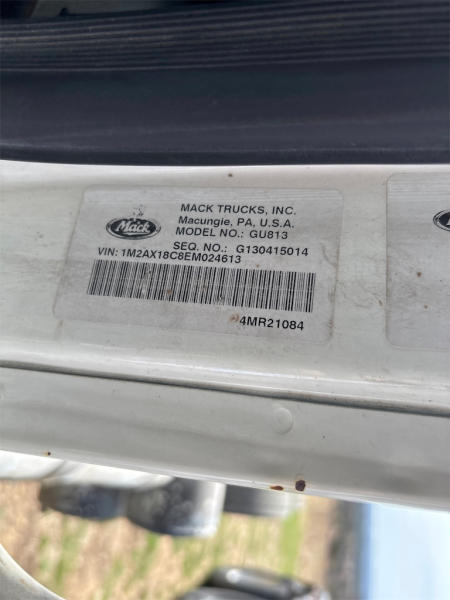 Mack
MACK TRUCKS, INC.
Macungie, PA, U.S.A.
MODEL NO.: GU813
SEQ. NO.: G130415014
VIN: 1M2AX18C8EM024613
4MR21084